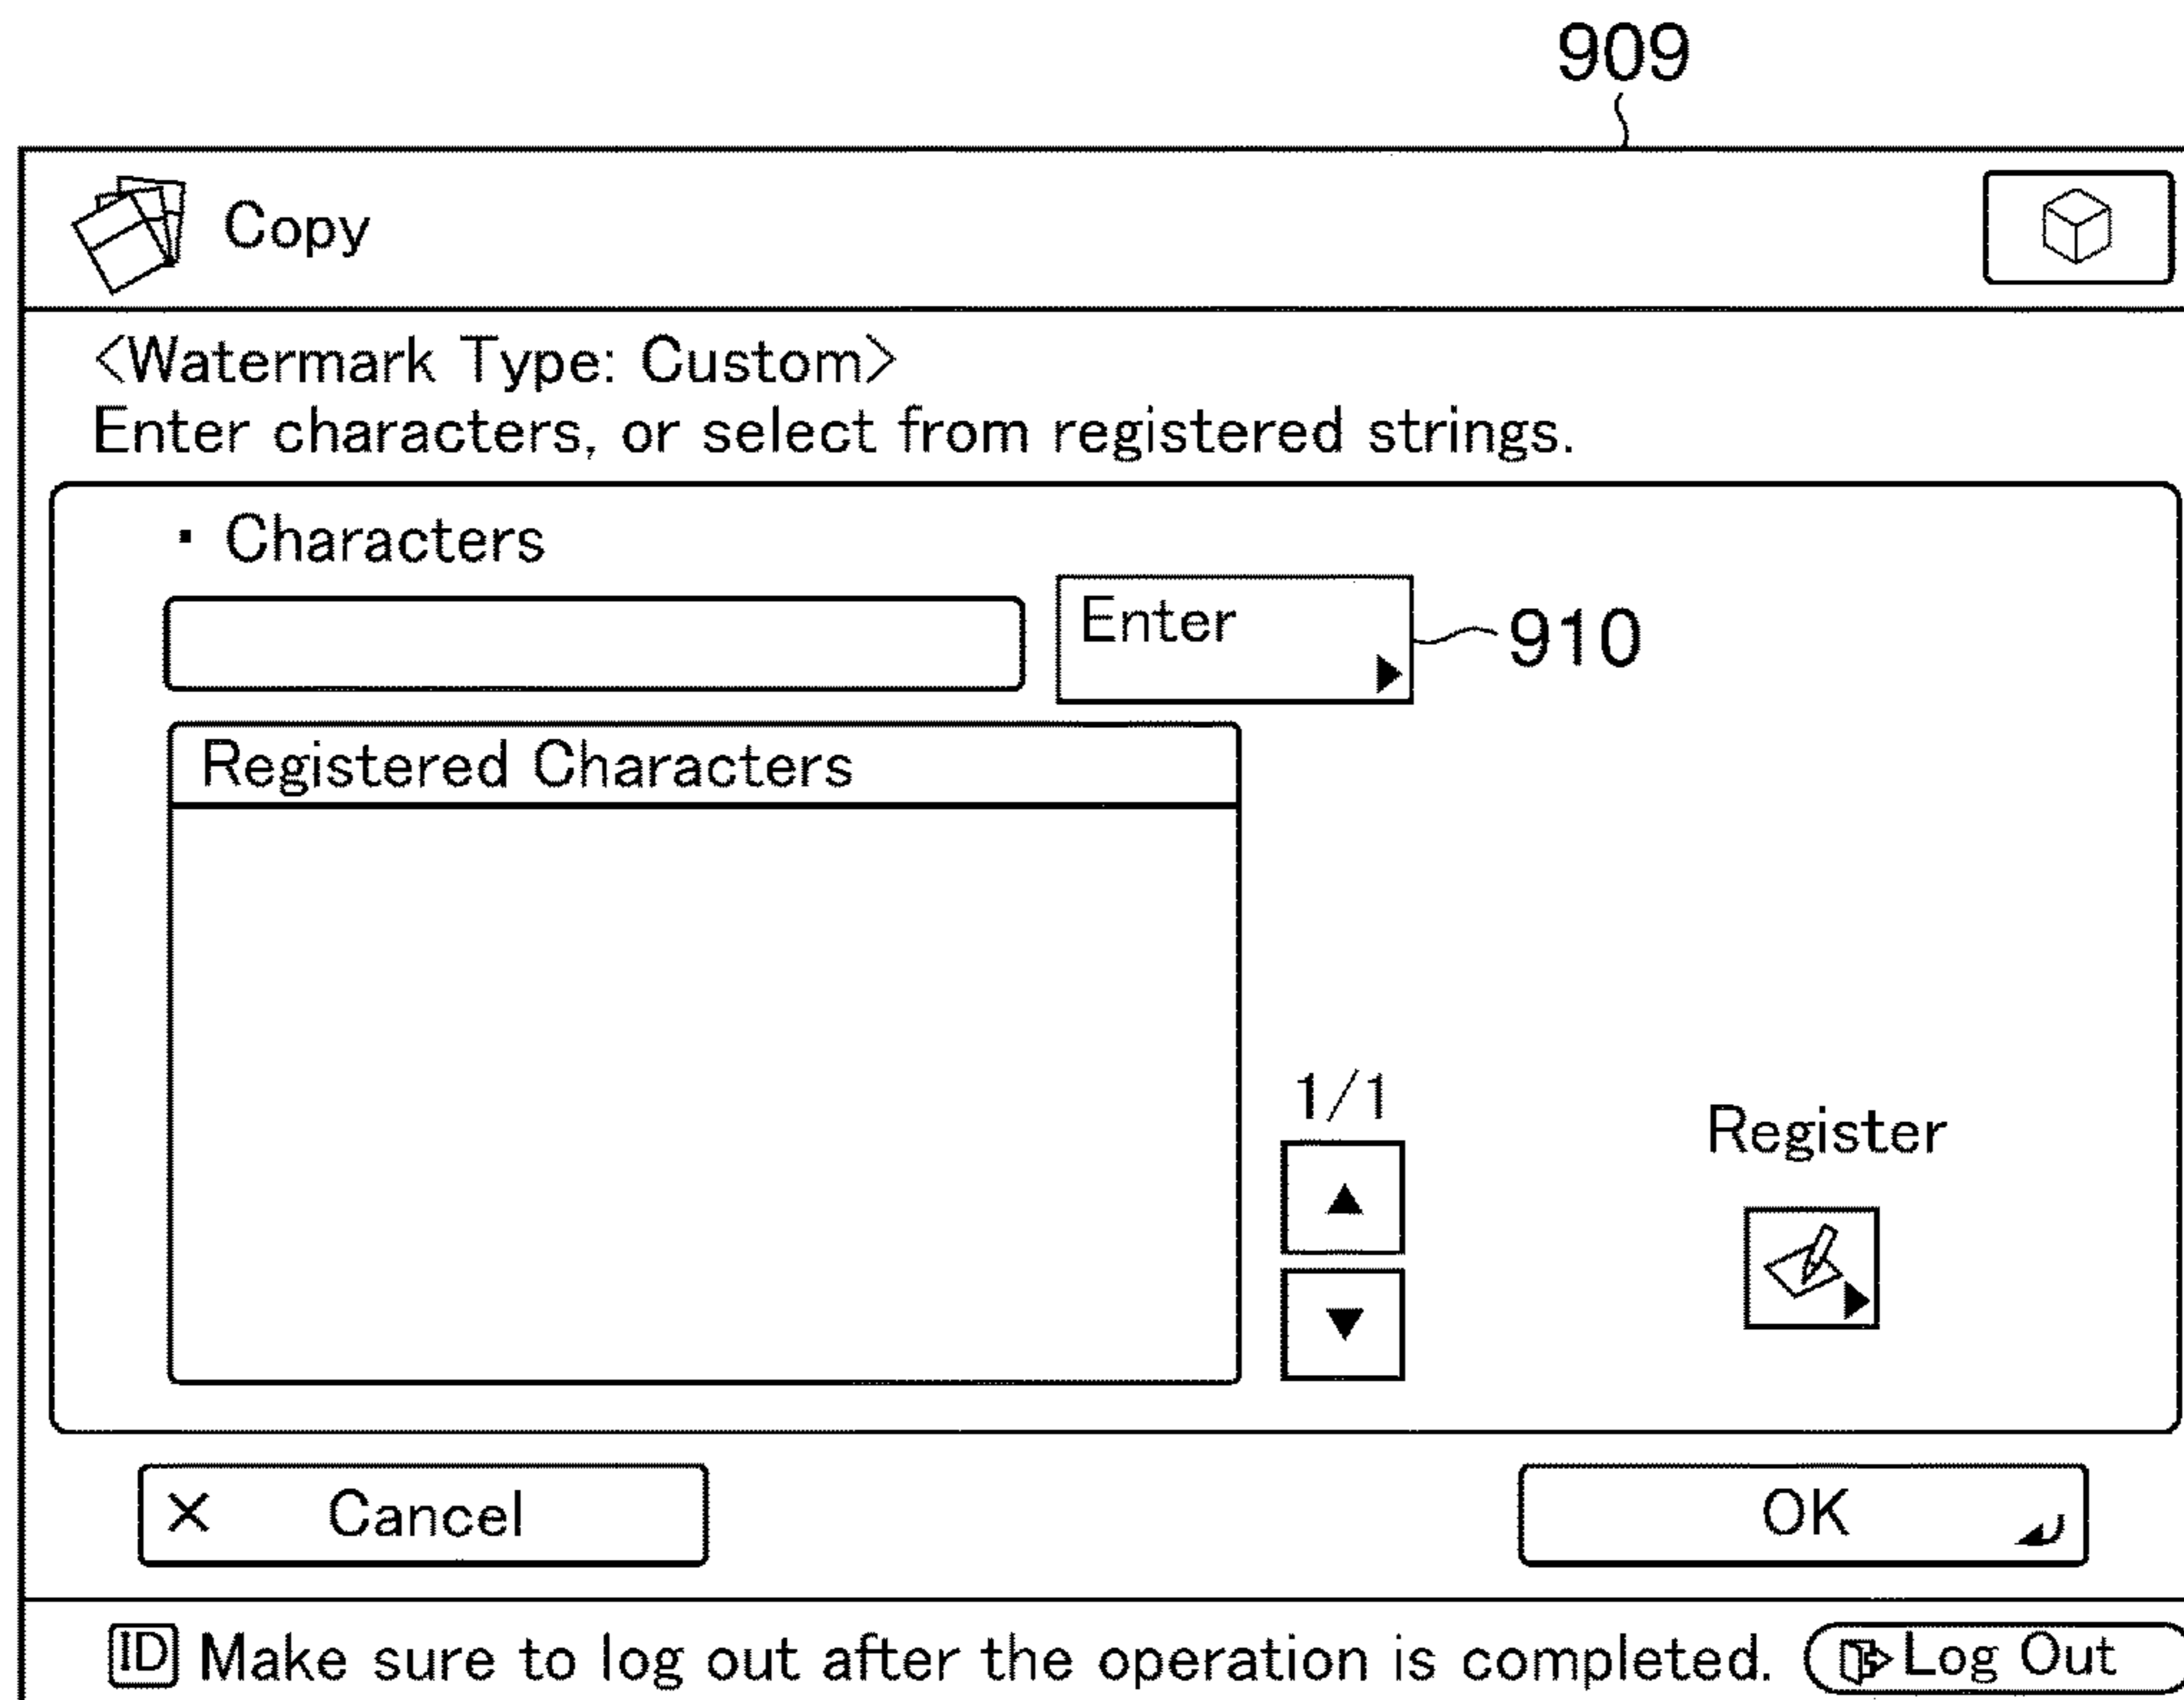 909
Copy
<Watermark Type: Custom>
Enter characters, or select from registered strings.
· Characters
Enter
910
Registered Characters
1/1
Register
× Cancel
OK
ID Make sure to log out after the operation is completed. Log Out